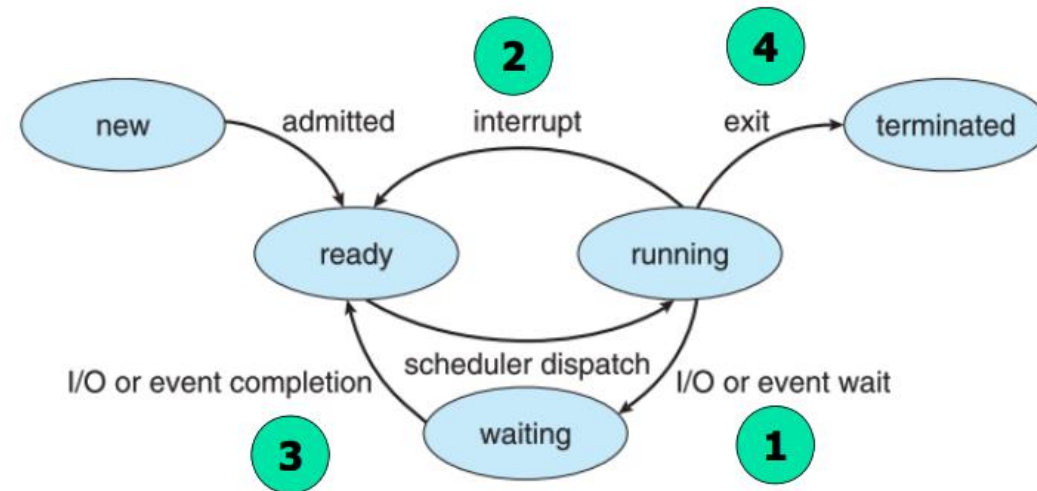 2
4
new
admitted
interrupt
exit
terminated
ready
running
I/O or event completion
scheduler dispatch
I/O or event wait
waiting
3
1